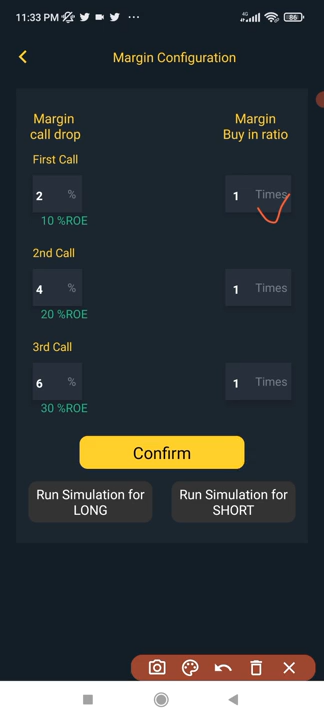 11:33 PM 4G 86
Margin Configuration
Margin call drop
Margin Buy in ratio
First Call
2 % 1 Times
10 %ROE
2nd Call
4 % 1 Times
20 %ROE
3rd Call
6 % 1 Times
30 %ROE
Confirm
Run Simulation for LONG
Run Simulation for SHORT